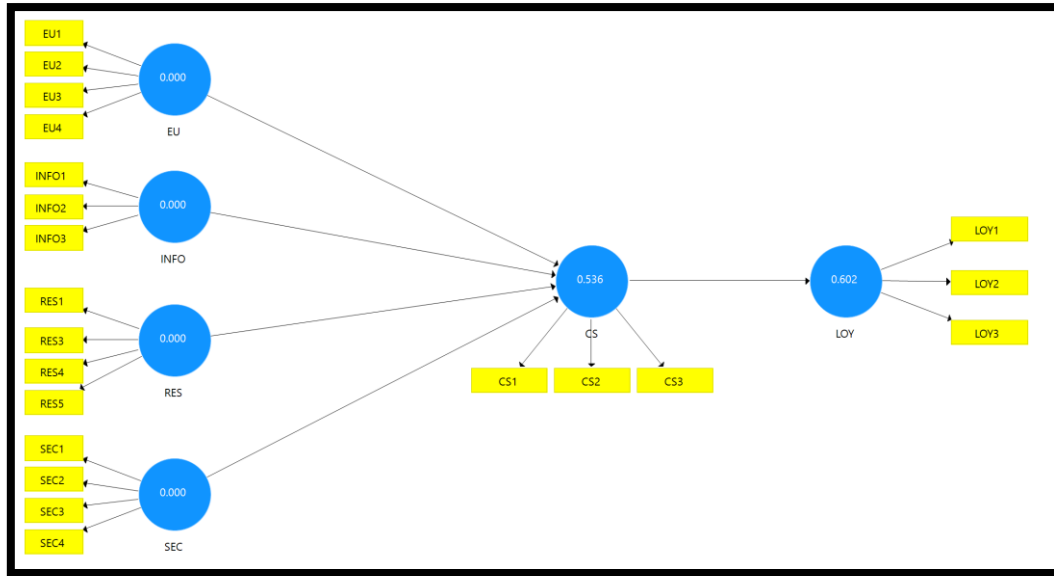 EU1
EU2
EU3
EU4
0.000
EU
INFO1
INFO2
INFO3
0.000
INFO
RES1
RES3
RES4
RES5
0.000
RES
SEC1
SEC2
SEC3
SEC4
0.000
SEC
0.536
CS
CS1
CS2
CS3
0.602
LOY
LOY1
LOY2
LOY3